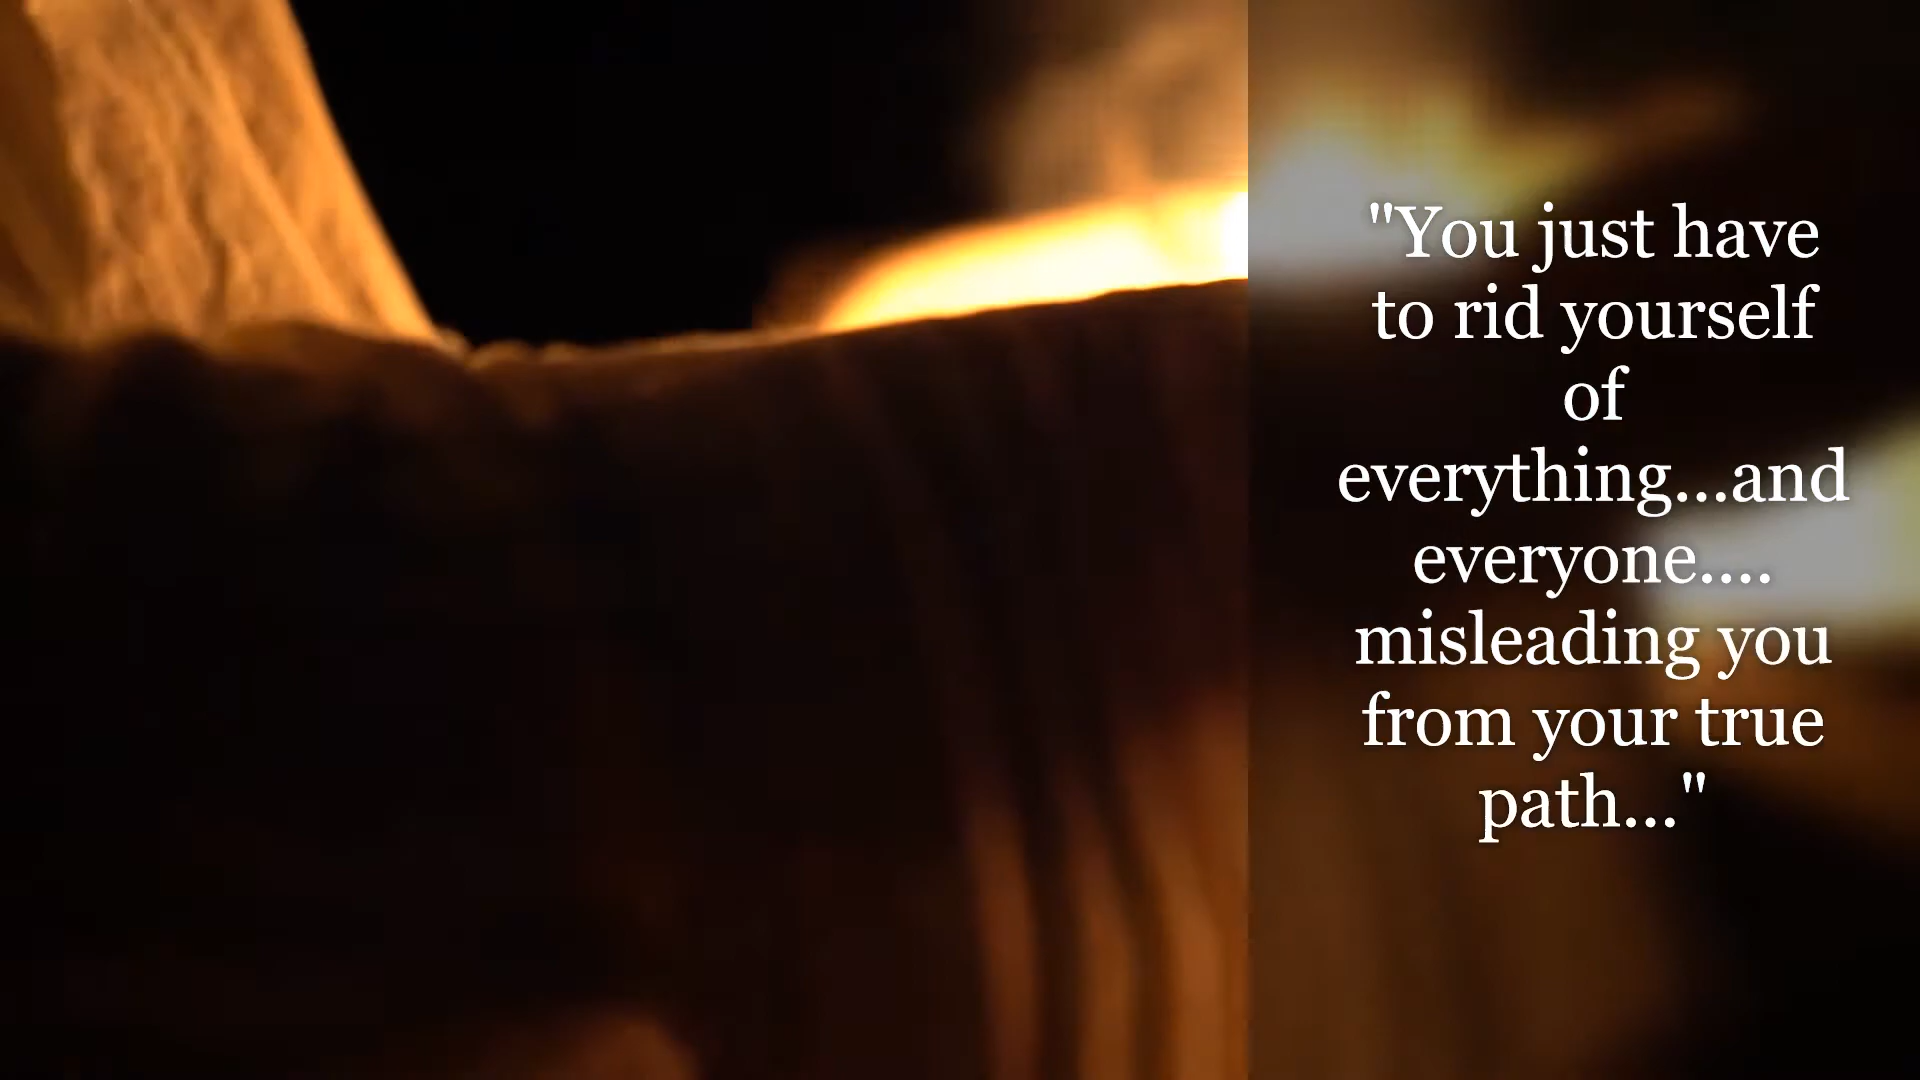 "You just have
to rid yourself
of
everything...and
everyone....
misleading you
from your true
path..."